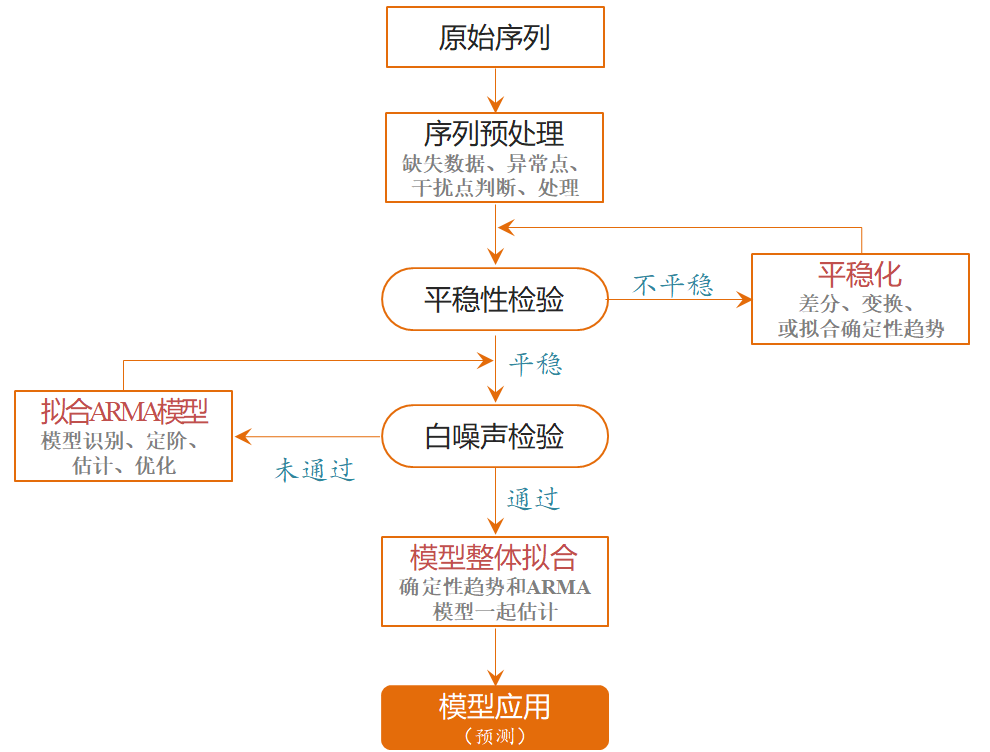 原始序列
序列预处理
缺失数据、异常点、
干扰点判断、处理
平稳性检验
不平稳
平稳化
差分、变换、
或拟合确定性趋势
平稳
拟合ARMA模型
模型识别、定阶、
估计、优化
未通过
白噪声检验
通过
模型整体拟合
确定性趋势和ARMA
模型一起估计
模型应用
（预测）